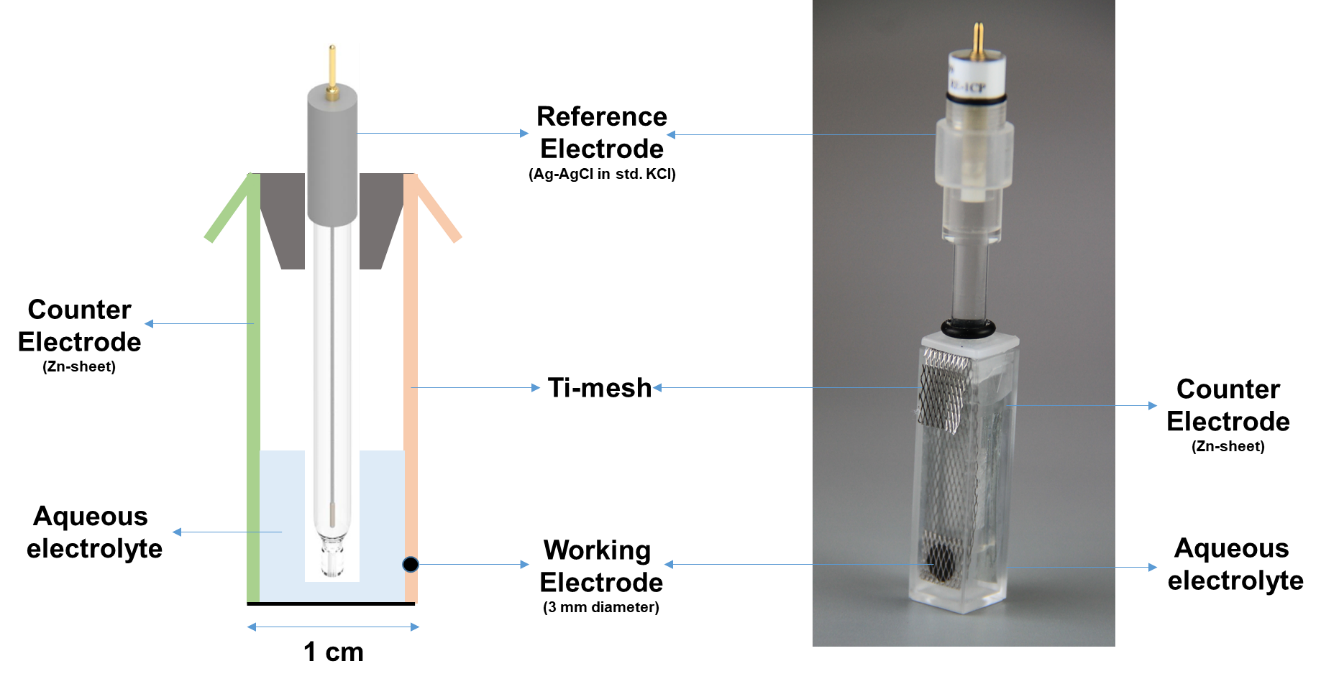 Reference
Electrode
(Ag-AgCl in std. KCl)
Counter
Electrode
(Zn-sheet)
Ti-mesh
Counter
Electrode
(Zn-sheet)
Aqueous
electrolyte
Working
Electrode
(3 mm diameter)
Aqueous
electrolyte
1 cm